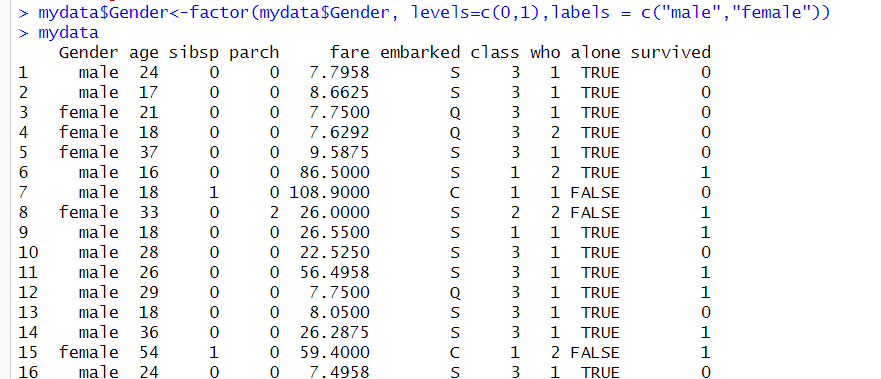 > mydata$Gender<-factor(mydata$Gender, levels=c(0,1),labels = c("male","female"))
> mydata
Gender age sibsp parch fare embarked class who alone survived
1 male 24 0 0 7.7958 S 3 1 TRUE 0
2 male 17 0 0 8.6625 S 3 1 TRUE 0
3 female 21 0 0 7.7500 Q 3 1 TRUE 0
4 female 18 0 0 7.6292 Q 3 2 TRUE 0
5 female 37 0 0 9.5875 S 3 1 TRUE 0
6 male 16 0 0 86.5000 S 1 2 TRUE 1
7 male 18 1 0 108.9000 C 1 1 FALSE 0
8 female 33 0 2 26.0000 S 2 2 FALSE 1
9 male 18 0 0 26.5500 S 1 1 TRUE 1
10 male 28 0 0 22.5250 S 3 1 TRUE 0
11 male 26 0 0 56.4958 S 3 1 TRUE 1
12 male 29 0 0 7.7500 Q 3 1 TRUE 1
13 male 18 0 0 8.0500 S 3 1 TRUE 0
14 male 36 0 0 26.2875 S 3 1 TRUE 1
15 female 54 1 0 59.4000 C 1 2 FALSE 1
16 male 24 0 0 7.4958 S 3 1 TRUE 0